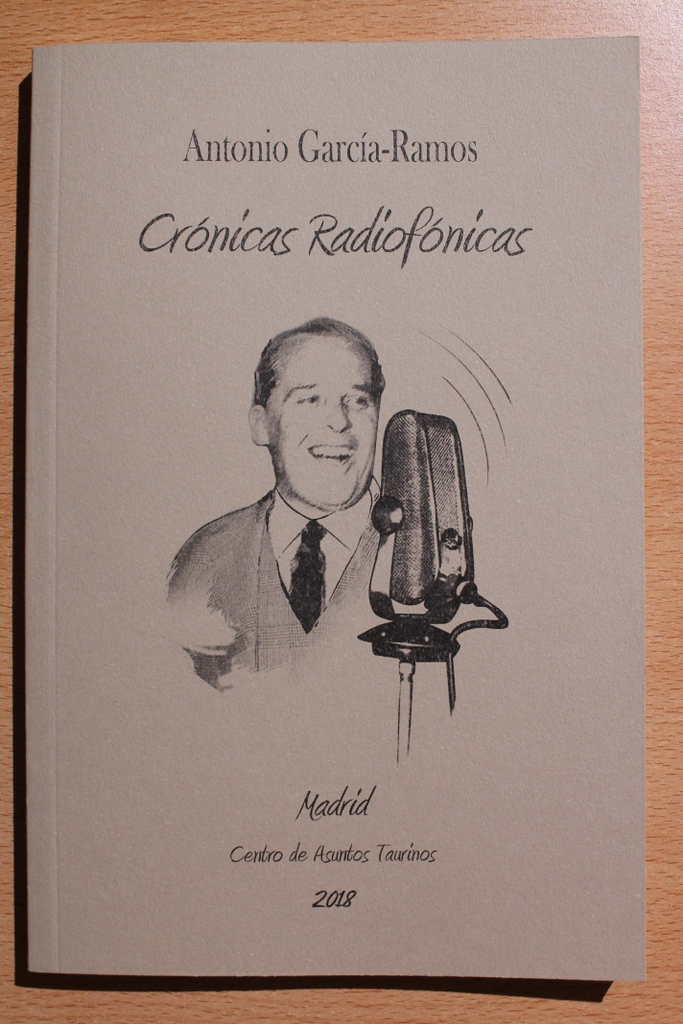 Antonio García-Ramos
Crónicas Radiofónicas
Madrid
Centro de Asuntos Taurinos
2018